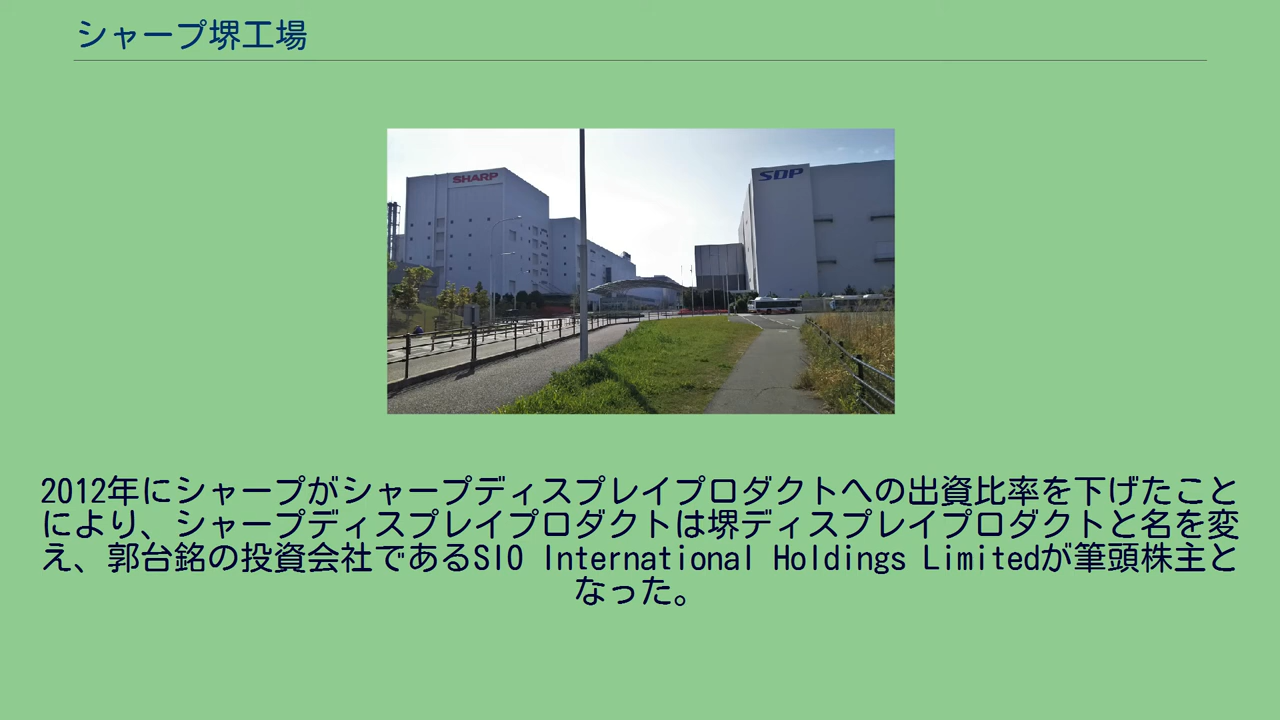 シャープ堺工場
SHARP
SDP
2012年にシャープがシャープディスプレイプロダクトへの出資比率を下げたこと
により、シャープディスプレイプロダクトは堺ディスプレイプロダクトと名を変
え、郭台銘の投資会社であるSIO International Holdings Limitedが筆頭株主と
なった。